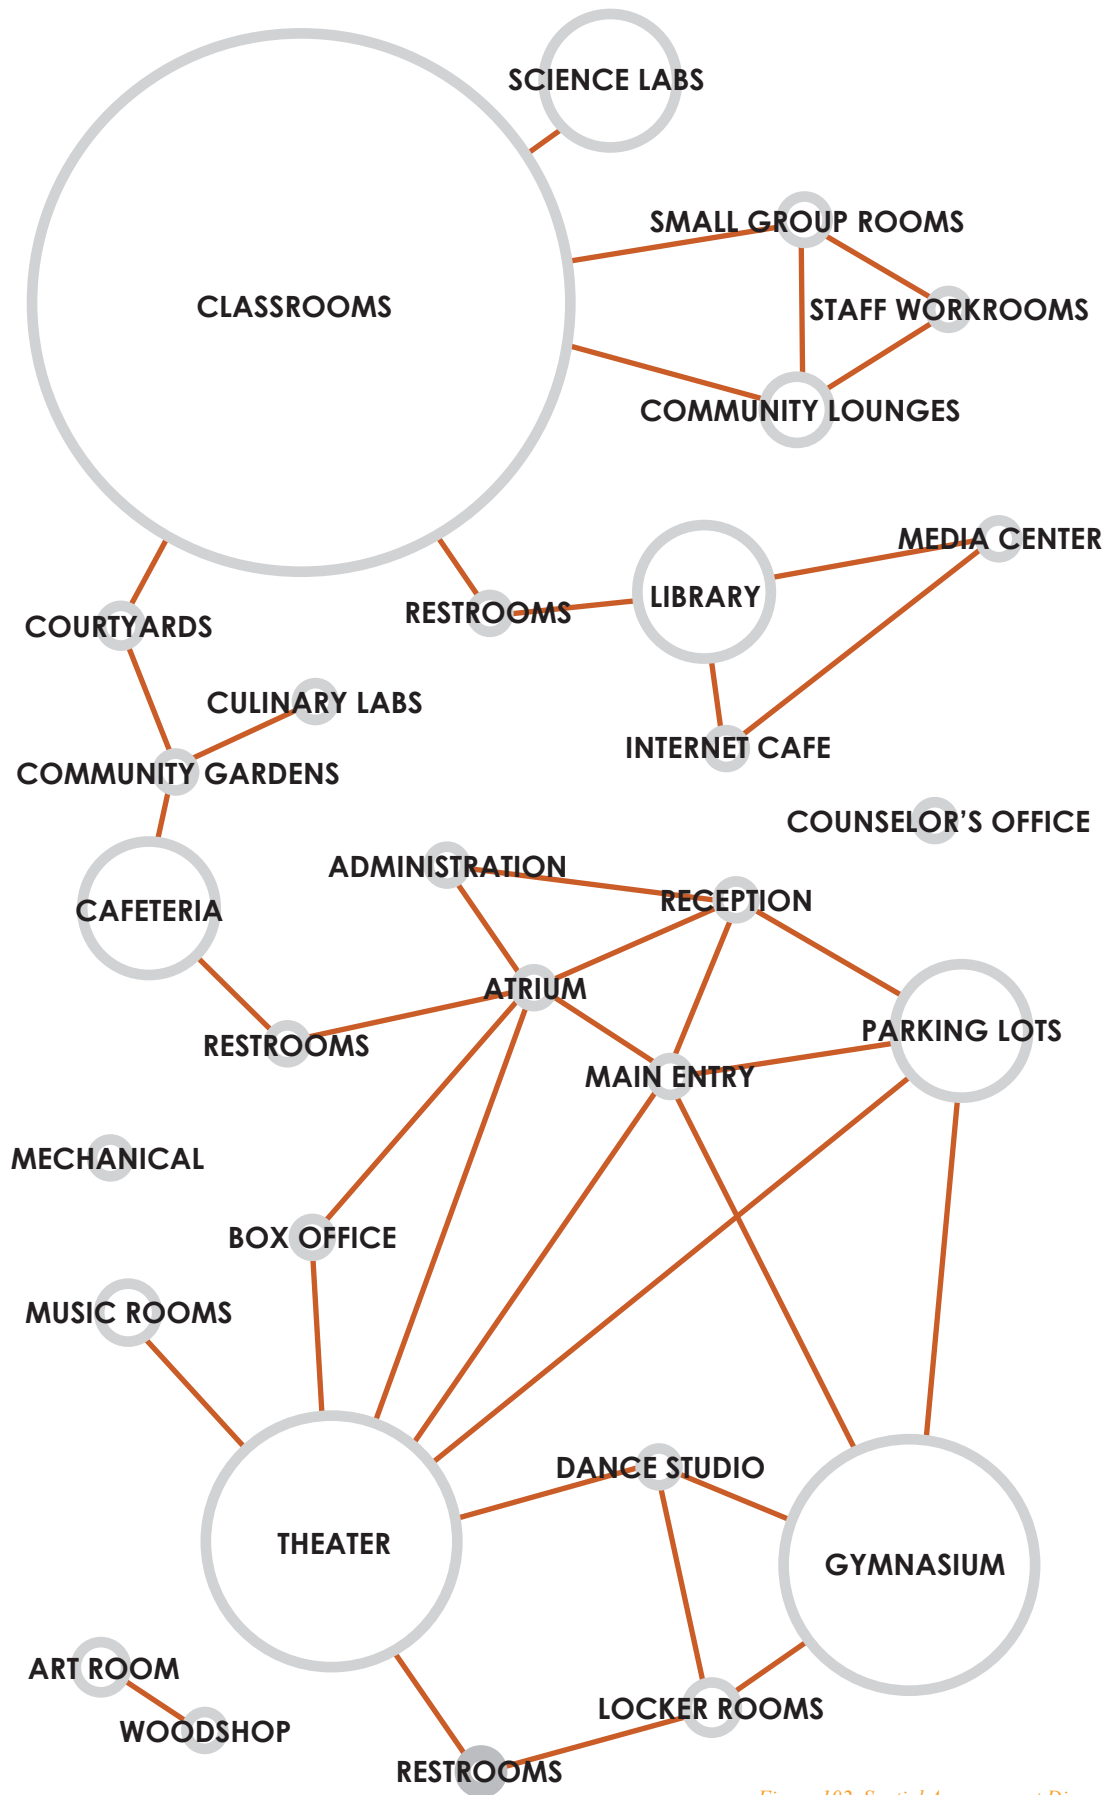 SCIENCE LABS
SMALL GROUP ROOMS
CLASSROOMS
STAFF WORKROOMS
COMMUNITY LOUNGES
MEDIA CENTER
LIBRARY
RESTROOMS
COURTYARDS
CULINARY LABS
INTERNET CAFE
COMMUNITY GARDENS
COUNSELOR'S OFFICE
ADMINISTRATION
RECEPTION
CAFETERIA
ATRIUM
PARKING LOTS
RESTROOMS
MAIN ENTRY
MECHANICAL
BOX OFFICE
MUSIC ROOMS
DANCE STUDIO
THEATER
GYMNASIUM
ART ROOM
LOCKER ROOMS
WOODSHOP
RESTROOMS